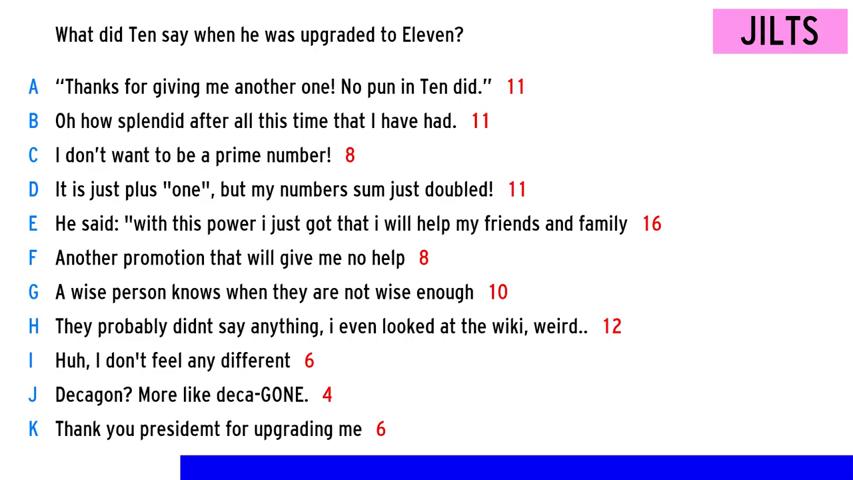 What did Ten say when he was upgraded to Eleven?
JILTS
A “Thanks for giving me another one! No pun in Ten did.” 11
B Oh how splendid after all this time that I have had. 11
C I don’t want to be a prime number! 8
D It is just plus "one", but my numbers sum just doubled! 11
E He said: "with this power i just got that i will help my friends and family 16
F Another promotion that will give me no help 8
G A wise person knows when they are not wise enough 10
H They probably didnt say anything, i even looked at the wiki, weird.. 12
I Huh, I don't feel any different 6
J Decagon? More like deca-GONE. 4
K Thank you presidemt for upgrading me 6